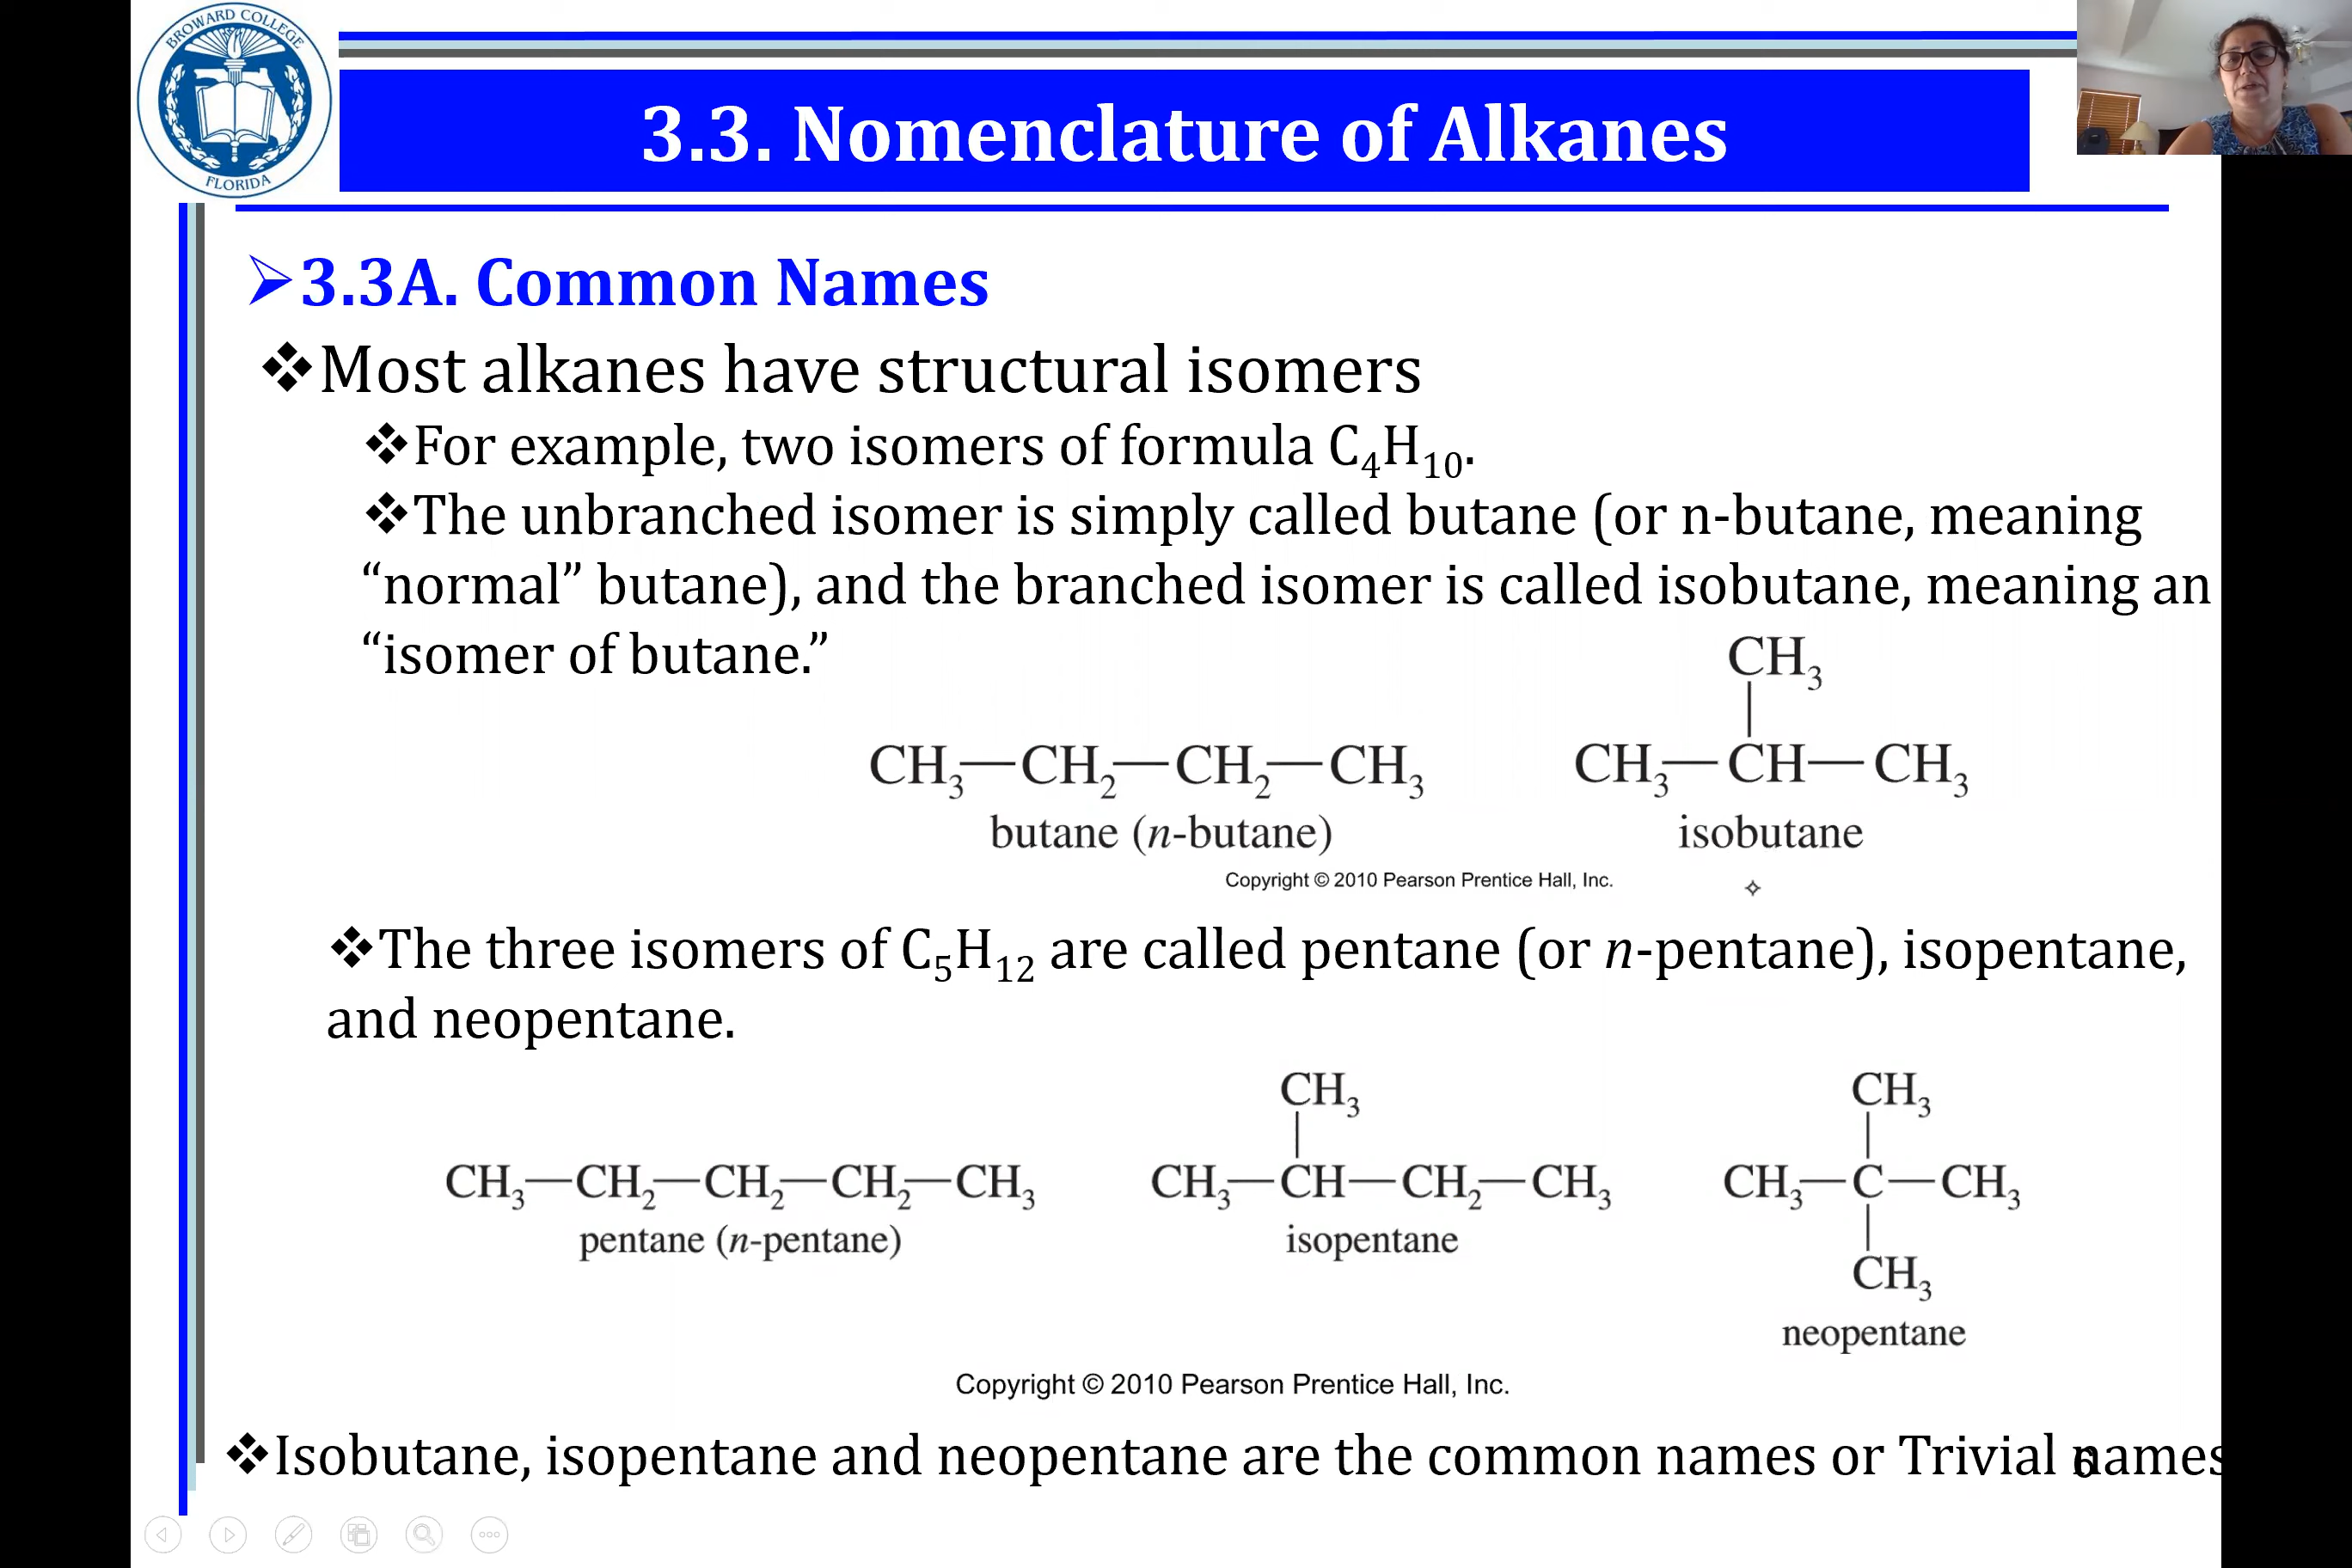 BROWARD COLLEGE
FLORIDA
3.3. Nomenclature of Alkanes
➢3.3A. Common Names
❖Most alkanes have structural isomers
❖For example, two isomers of formula C₄H₁₀.
❖The unbranched isomer is simply called butane (or n-butane, meaning
“normal” butane), and the branched isomer is called isobutane, meaning an
“isomer of butane.”
CH₃
CH₃—CH₂—CH₂—CH₃
CH₃—CH—CH₃
butane (n-butane)
isobutane
Copyright © 2010 Pearson Prentice Hall, Inc.
❖The three isomers of C₅H₁₂ are called pentane (or n-pentane), isopentane,
and neopentane.
CH₃
CH₃
CH₃—CH₂—CH₂—CH₂—CH₃
CH₃—CH—CH₂—CH₃
CH₃—C—CH₃
pentane (n-pentane)
isopentane
CH₃
neopentane
Copyright © 2010 Pearson Prentice Hall, Inc.
❖Isobutane, isopentane and neopentane are the common names or Trivial names
6